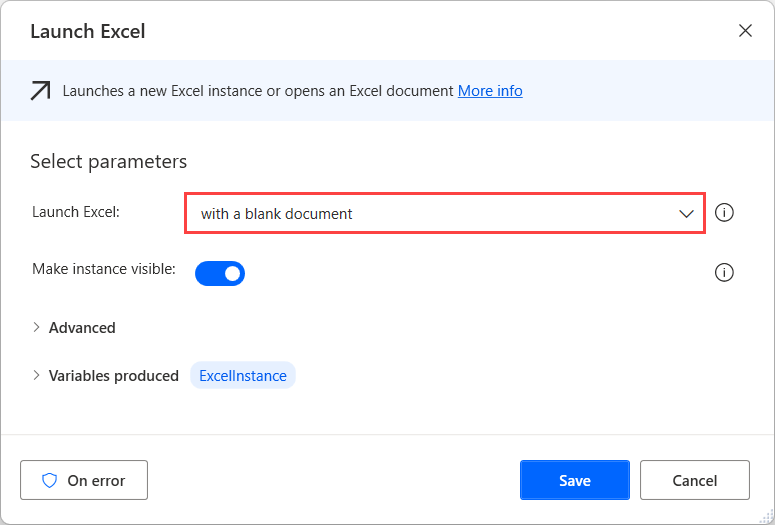 Launch Excel
Launches a new Excel instance or opens an Excel document More info
Select parameters
Launch Excel: with a blank document
Make instance visible:
Advanced
Variables produced ExcelInstance
On error Save Cancel